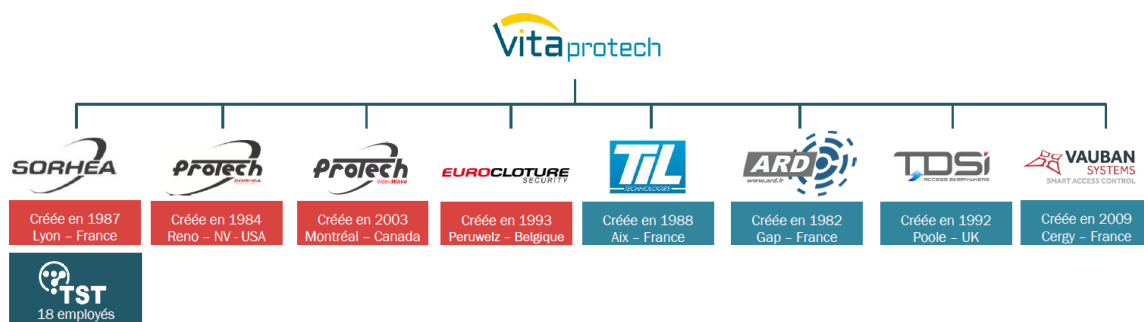 Vitaprotech
SORHEA
PROTECH
SORHEA
PROTECH
VideoWave
EUROCLOTURE
SECURITY
TIL
TECHNOLOGIES
ARD
www.ard.fr
TDSi
ACCESS EVERYWHERE
VAUBAN
SYSTEMS
SMART ACCESS CONTROL
Créée en 1987
Lyon – France
Créée en 1984
Reno – NV - USA
Créée en 2003
Montréal – Canada
Créée en 1993
Peruwelz – Belgique
Créée en 1988
Aix – France
Créée en 1982
Gap – France
Créée en 1992
Poole – UK
Créée en 2009
Cergy – France
TST
18 employés